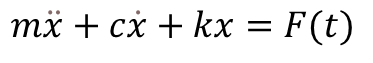 mẍ + cẋ + kx = F(t)